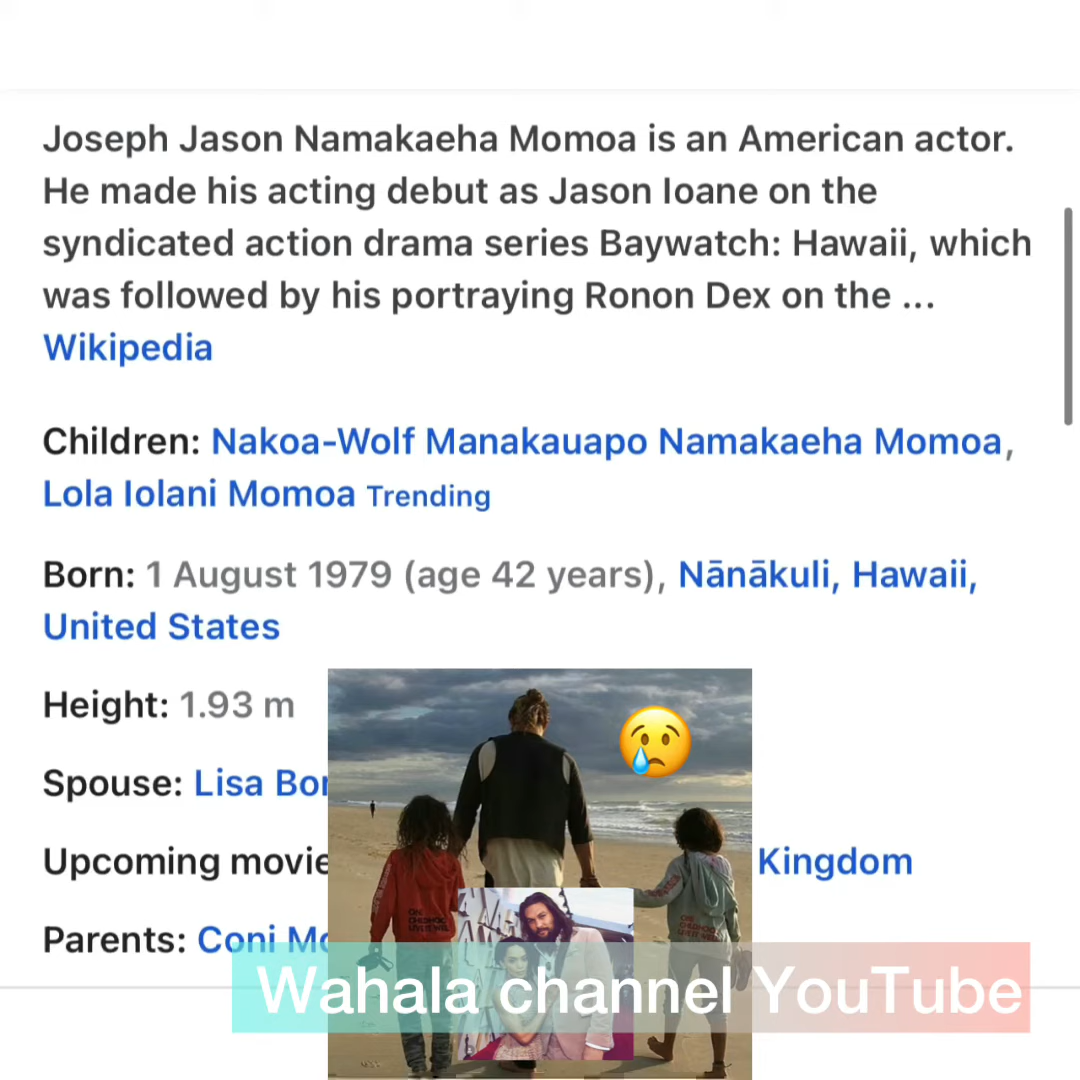 Joseph Jason Namakaeha Momoa is an American actor.
He made his acting debut as Jason Ioane on the
syndicated action drama series Baywatch: Hawaii, which
was followed by his portraying Ronon Dex on the ...
Wikipedia
Children: Nakoa-Wolf Manakauapo Namakaeha Momoa,
Lola Iolani Momoa Trending
Born: 1 August 1979 (age 42 years), Nānākuli, Hawaii,
United States
Height: 1.93 m
Spouse: Lisa
Upcoming Kingdom
Parents: Coni
Wahala channel YouTube